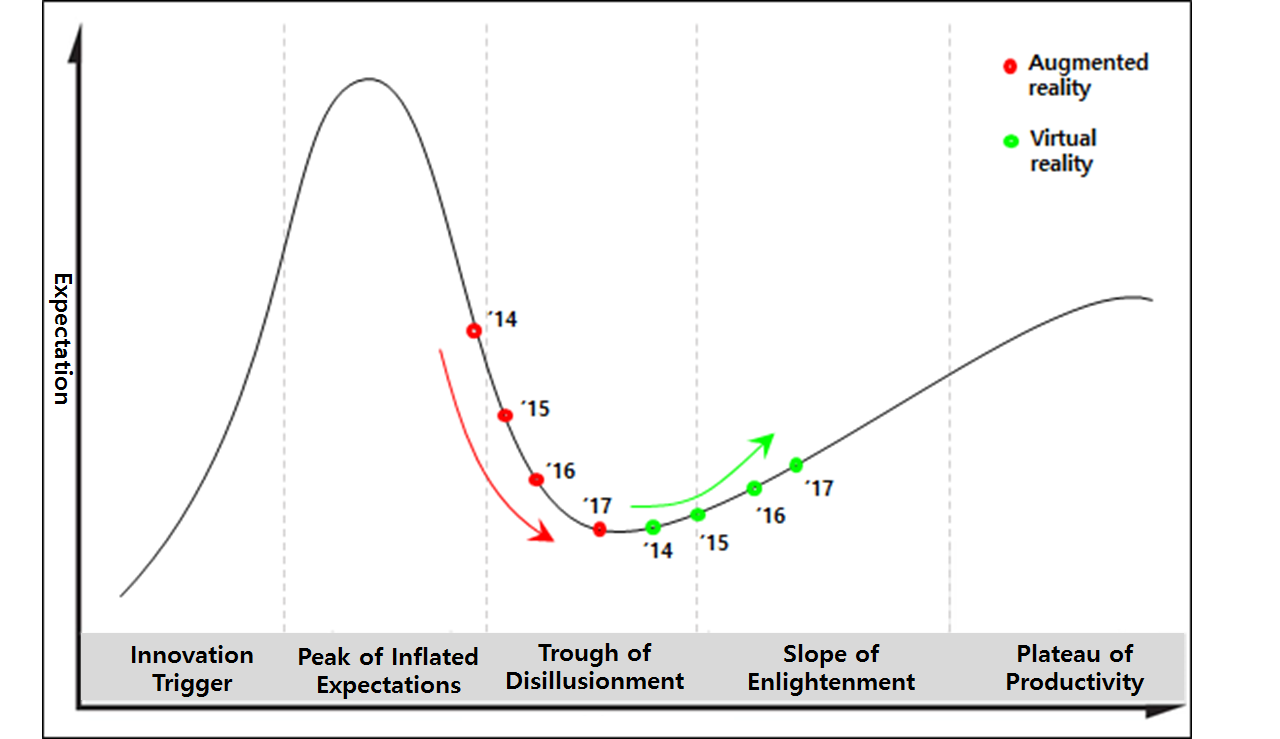 Augmented
reality
Virtual
reality
Expectation
´14
´15
´16
´17
´14
´15
´16
´17
Innovation
Trigger
Peak of Inflated
Expectations
Trough of
Disillusionment
Slope of
Enlightenment
Plateau of
Productivity